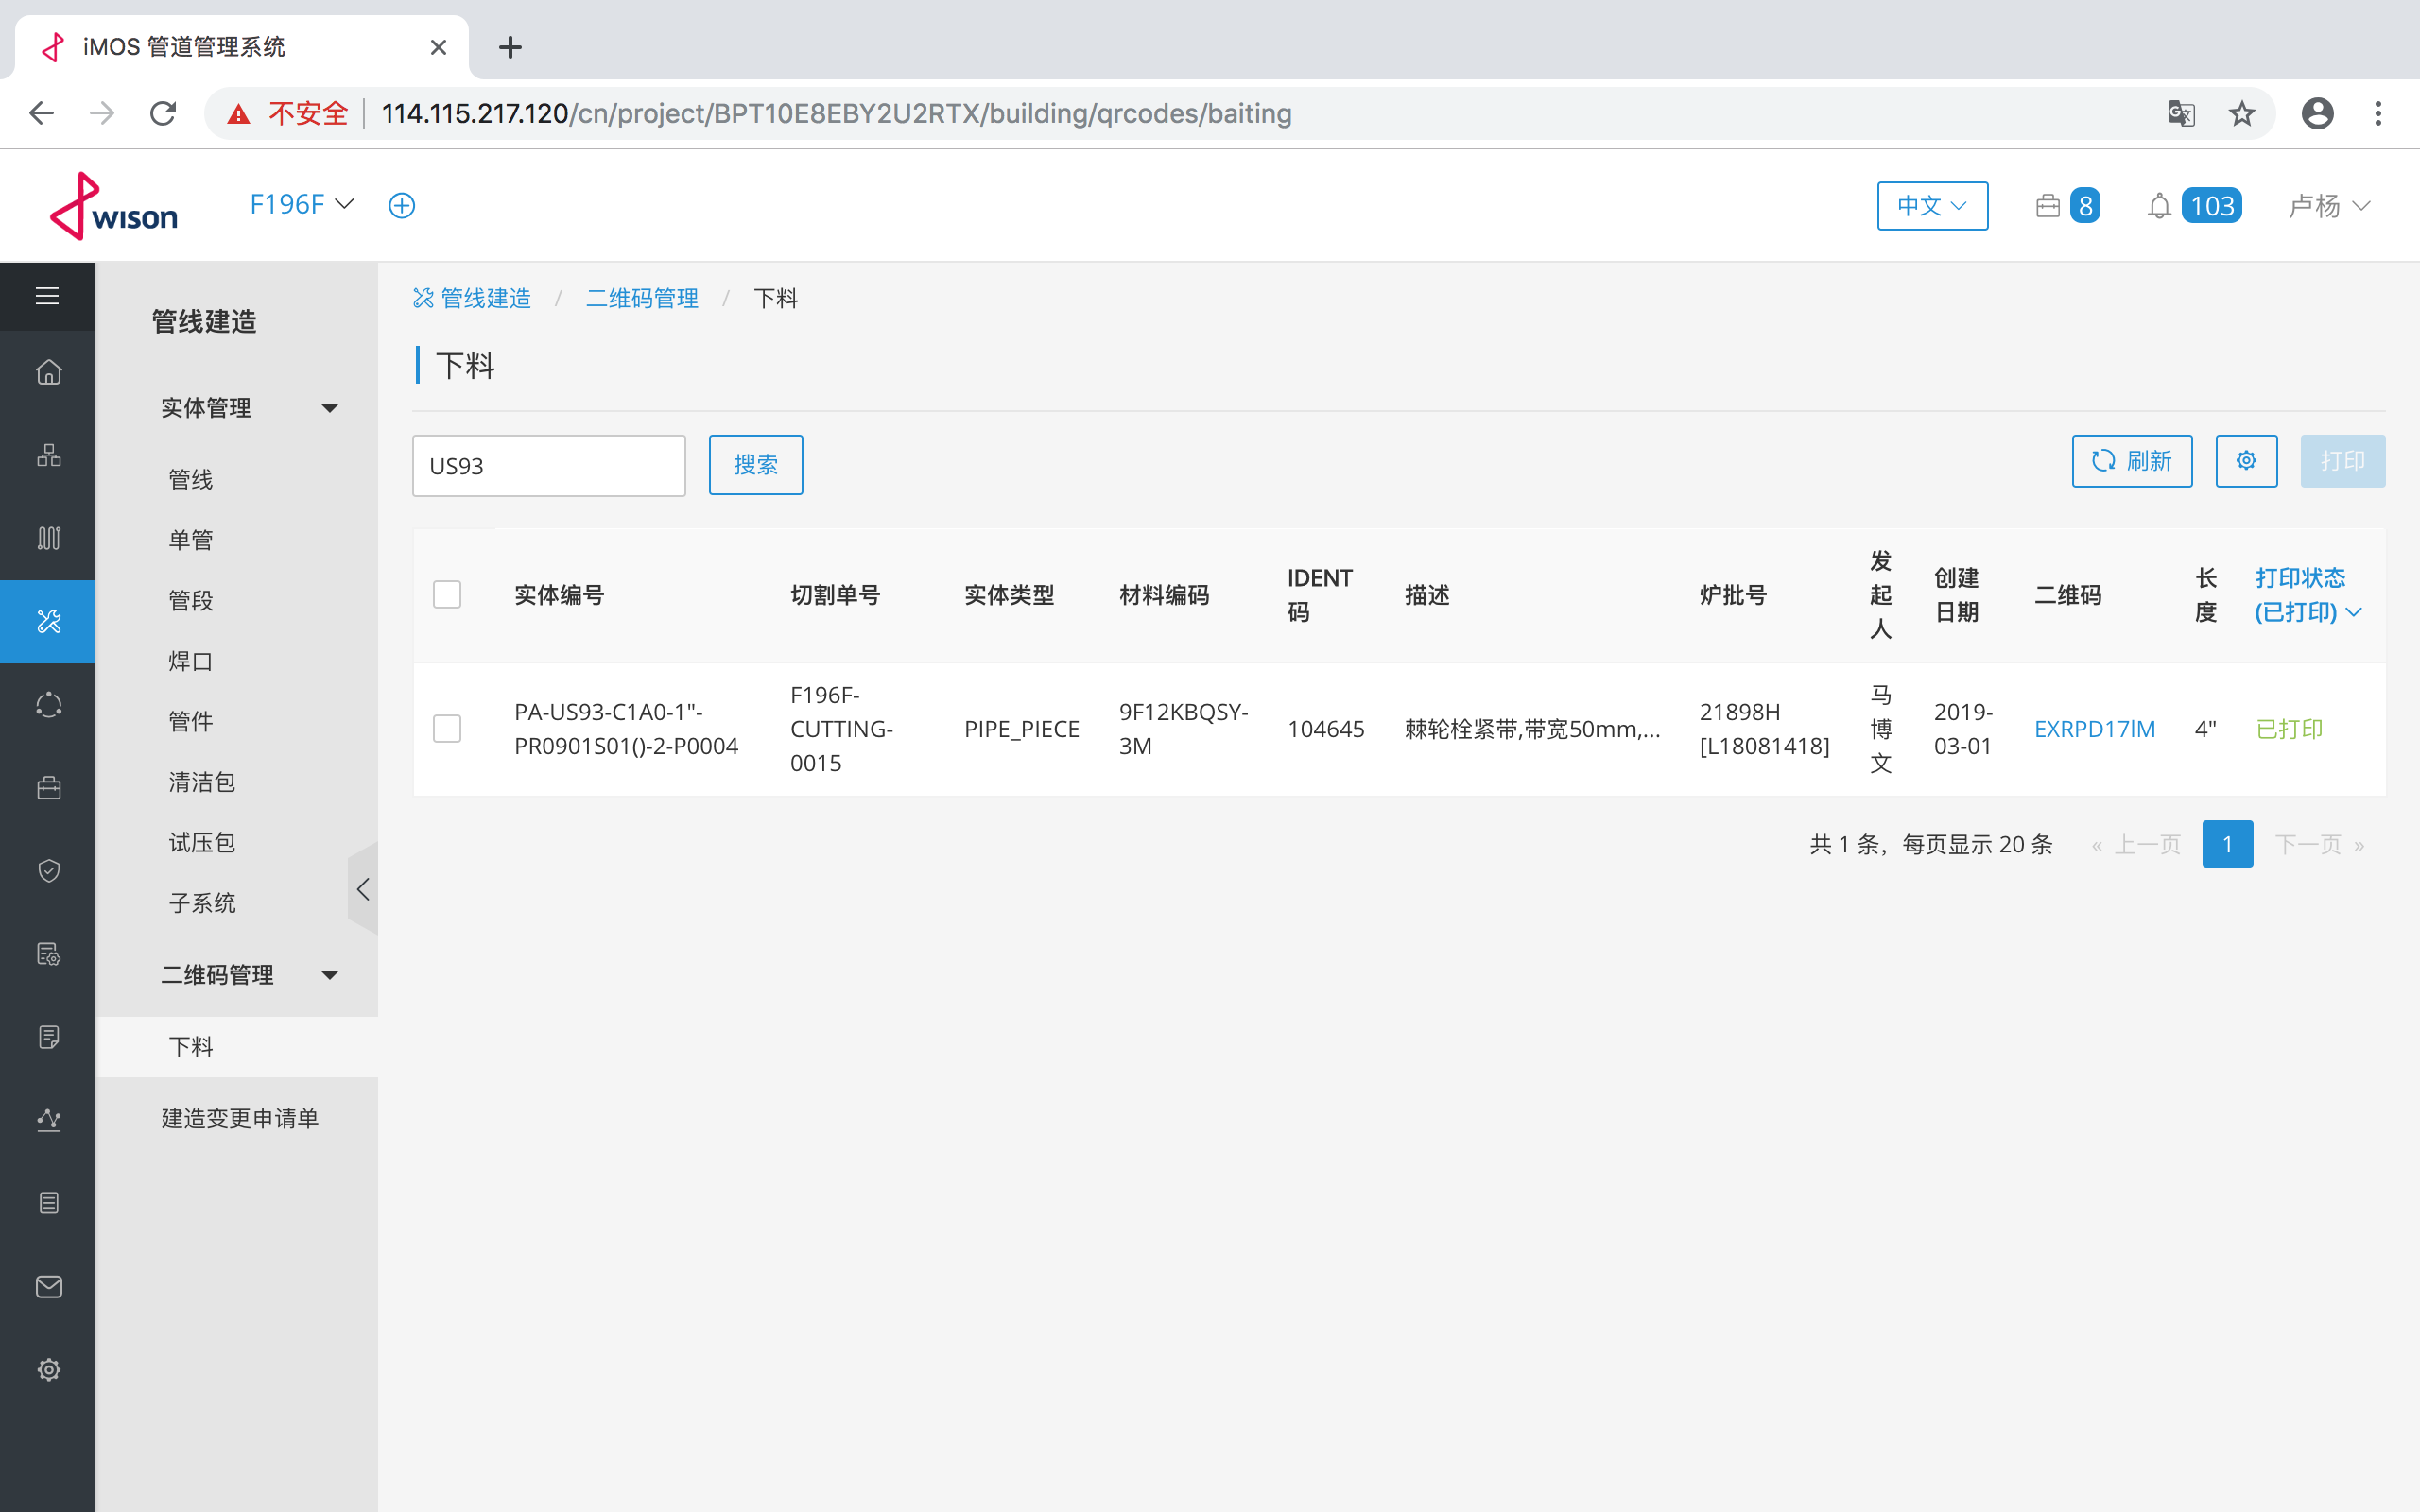 iMOS 管道管理系统
不安全 114.115.217.120/cn/project/BPT10E8EBY2U2RTX/building/qrcodes/baiting
wison
F196F
中文
8
103
卢杨
管线建造 / 二维码管理 / 下料
管线建造
实体管理
管线
单管
管段
焊口
管件
清洁包
试压包
子系统
二维码管理
下料
建造变更申请单
下料
US93
搜索
刷新
打印
实体编号
切割单号
实体类型
材料编码
IDENT
码
描述
炉批号
发
起
人
创建
日期
二维码
长
度
打印状态
(已打印)
PA-US93-C1A0-1"-
PR0901S01()-2-P0004
F196F-
CUTTING-
0015
PIPE_PIECE
9F12KBQSY-
3M
104645
棘轮栓紧带,带宽50mm,...
21898H
[L18081418]
马
博
文
2019-
03-01
EXRPD17lM
4"
已打印
共 1 条，每页显示 20 条
« 上一页
1
下一页 »